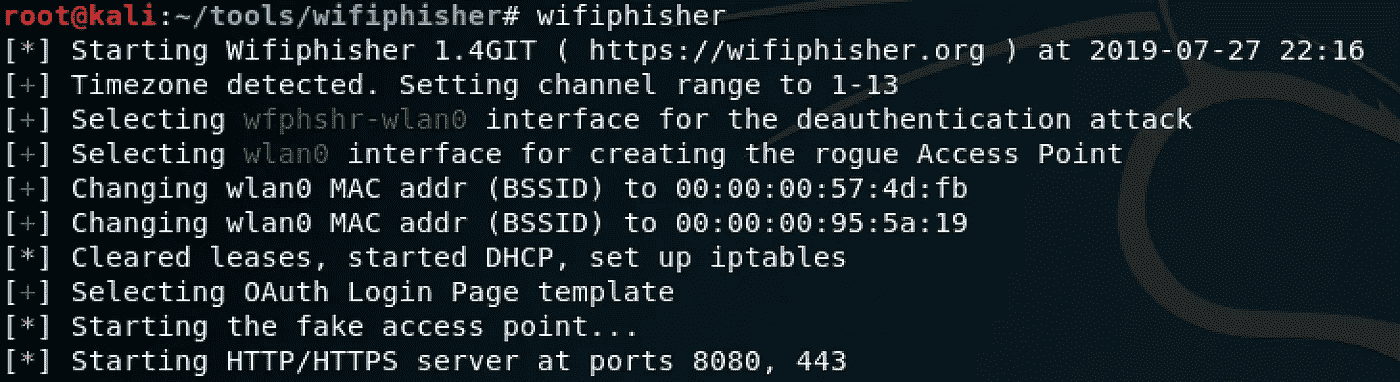 root@kali:~/tools/wifiphisher# wifiphisher
[*] Starting Wifiphisher 1.4GIT ( https://wifiphisher.org ) at 2019-07-27 22:16
[+] Timezone detected. Setting channel range to 1-13
[+] Selecting wfphshr-wlan0 interface for the deauthentication attack
[+] Selecting wlan0 interface for creating the rogue Access Point
[+] Changing wlan0 MAC addr (BSSID) to 00:00:00:57:4d:fb
[+] Changing wlan0 MAC addr (BSSID) to 00:00:00:95:5a:19
[*] Cleared leases, started DHCP, set up iptables
[+] Selecting OAuth Login Page template
[*] Starting the fake access point...
[*] Starting HTTP/HTTPS server at ports 8080, 443